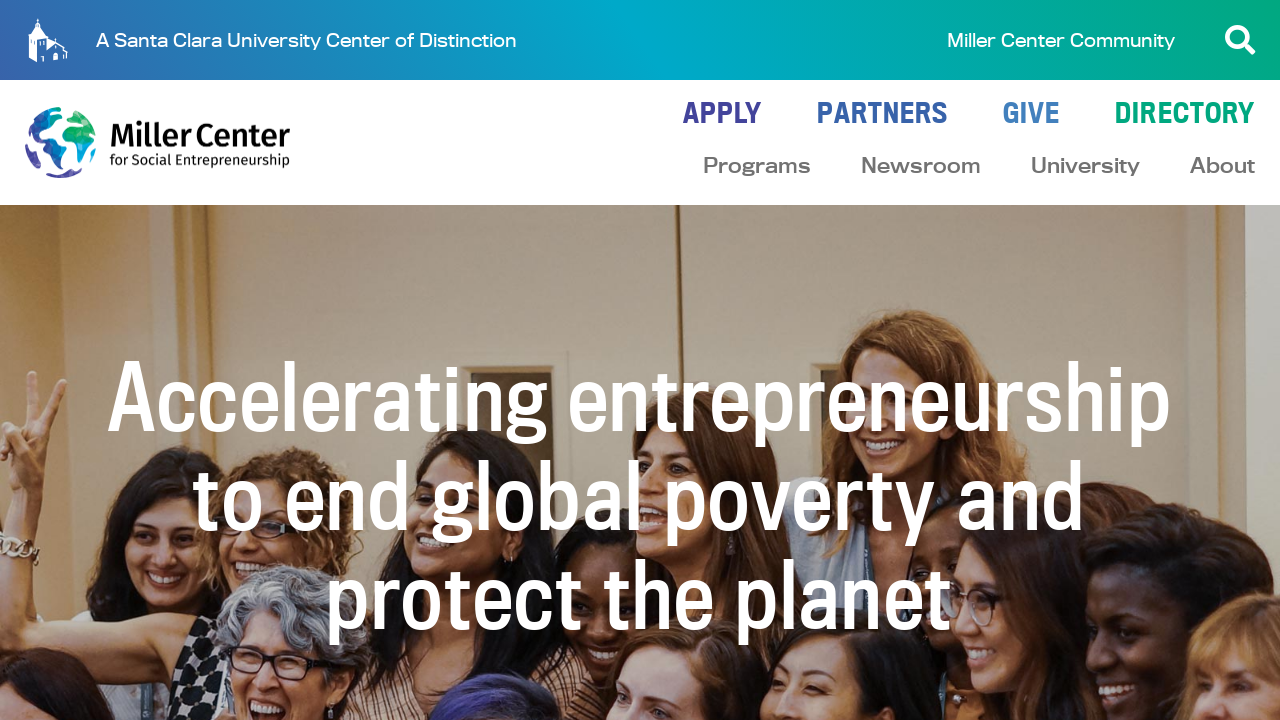 A Santa Clara University Center of Distinction
Miller Center Community
Miller Center
for Social Entrepreneurship
APPLY
PARTNERS
GIVE
DIRECTORY
Programs
Newsroom
University
About
Accelerating entrepreneurship
to end global poverty and
protect the planet